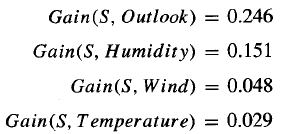 Gain(S, Outlook) = 0.246
Gain(S, Humidity) = 0.151
Gain(S, Wind) = 0.048
Gain(S, Temperature) = 0.029